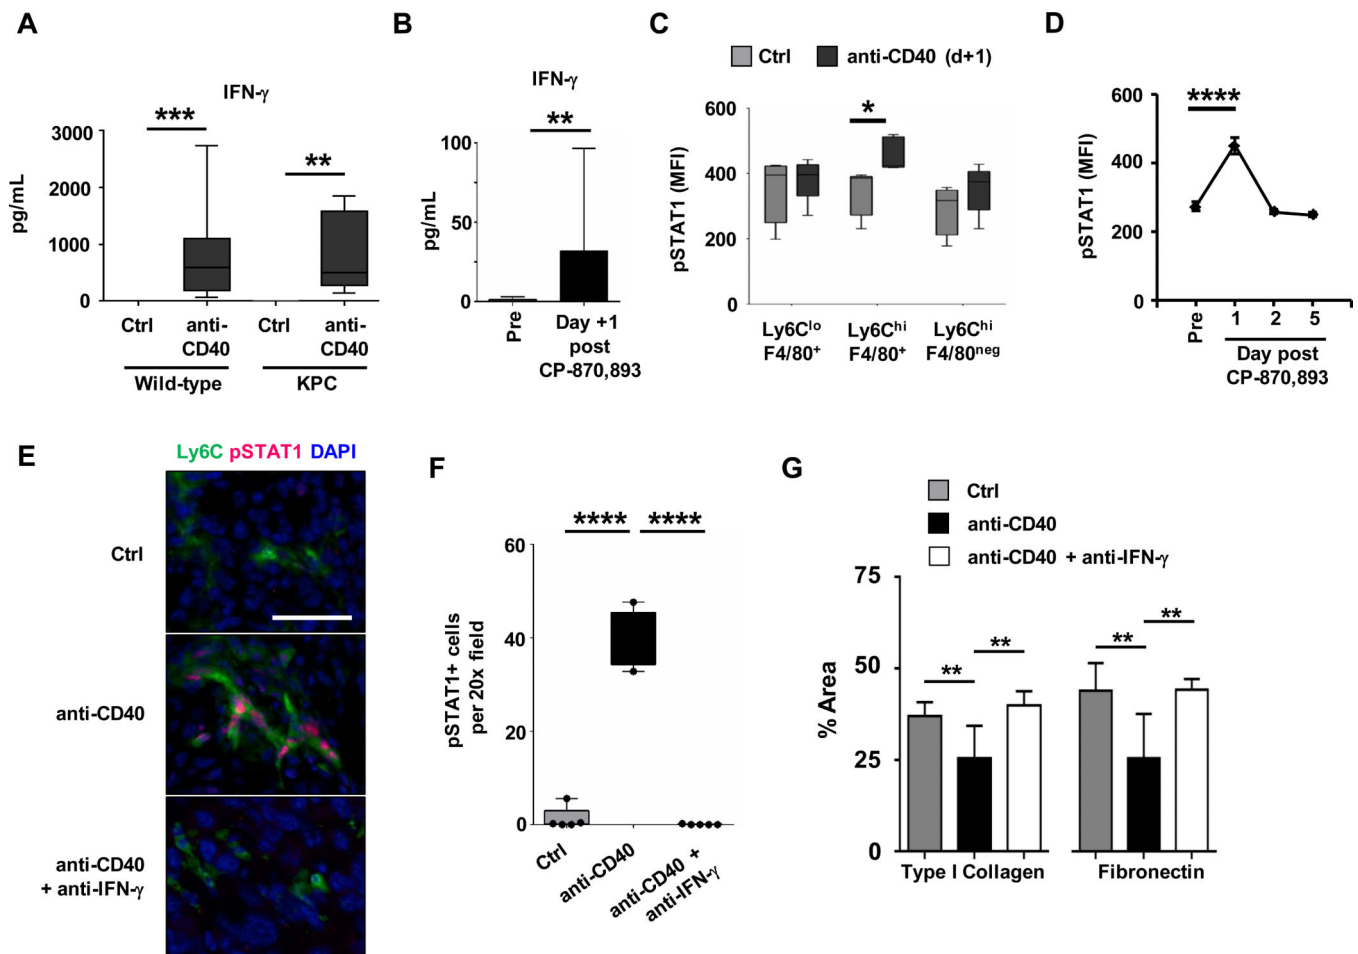 A
IFN-γ
***
**
3000
2000
1000
0
pg/mL
Ctrl
anti-
CD40
Ctrl
anti-
CD40
Wild-type
KPC
B
IFN-γ
**
100
50
0
pg/mL
Pre
Day +1
post
CP-870,893
C
Ctrl
anti-CD40 (d+1)
*
600
400
200
0
pSTAT1 (MFI)
Ly6Clo
F4/80+
Ly6Chi
F4/80+
Ly6Chi
F4/80neg
D
****
600
400
200
0
pSTAT1 (MFI)
Pre
1 2 5
Day post
CP-870,893
E
Ly6C pSTAT1 DAPI
Ctrl
anti-CD40
anti-CD40
+ anti-IFN-γ
F
**** ****
60
40
20
0
pSTAT1+ cells
per 20x field
Ctrl
anti-CD40
anti-CD40 +
anti-IFN-γ
G
Ctrl
anti-CD40
anti-CD40 + anti-IFN-γ
75
50
25
0
% Area
**
**
**
**
Type I Collagen
Fibronectin